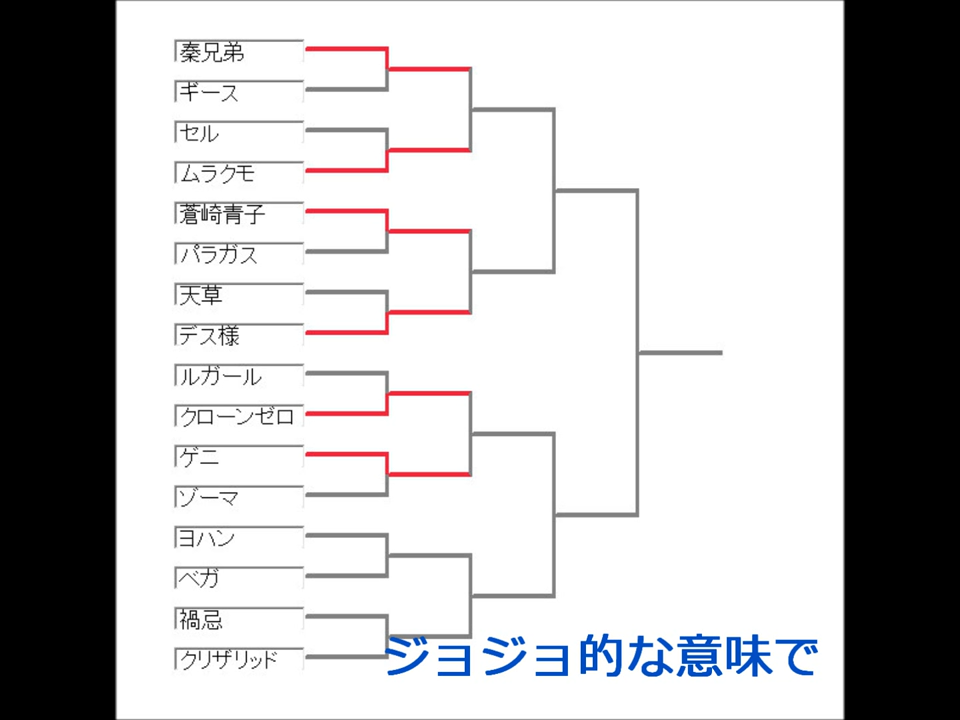 秦兄弟
ギース
セル
ムラクモ
蒼崎青子
パラガス
天草
デス様
ルガール
クローンゼロ
ゲニ
ゾーマ
ヨハン
ベガ
禍忌
クリザリッド
ジョジョ的な意味で